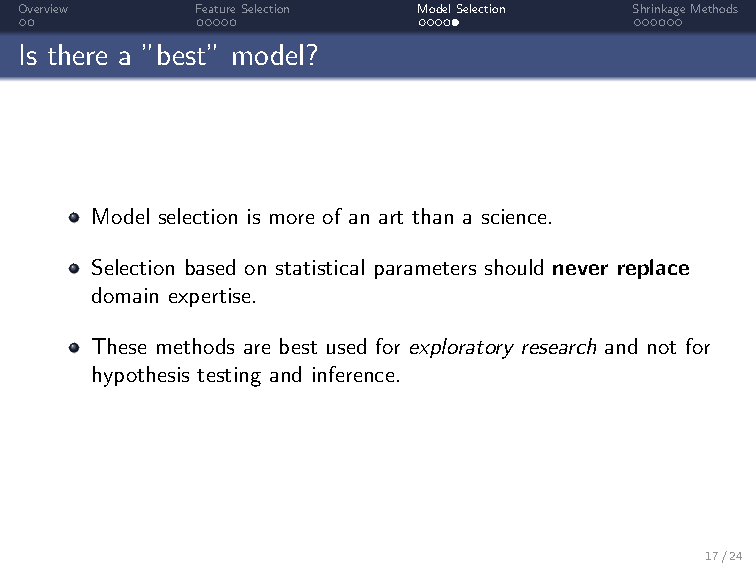 Overview
Feature Selection
Model Selection
Shrinkage Methods
Is there a ”best” model?
Model selection is more of an art than a science.
Selection based on statistical parameters should never replace
domain expertise.
These methods are best used for exploratory research and not for
hypothesis testing and inference.
17 / 24